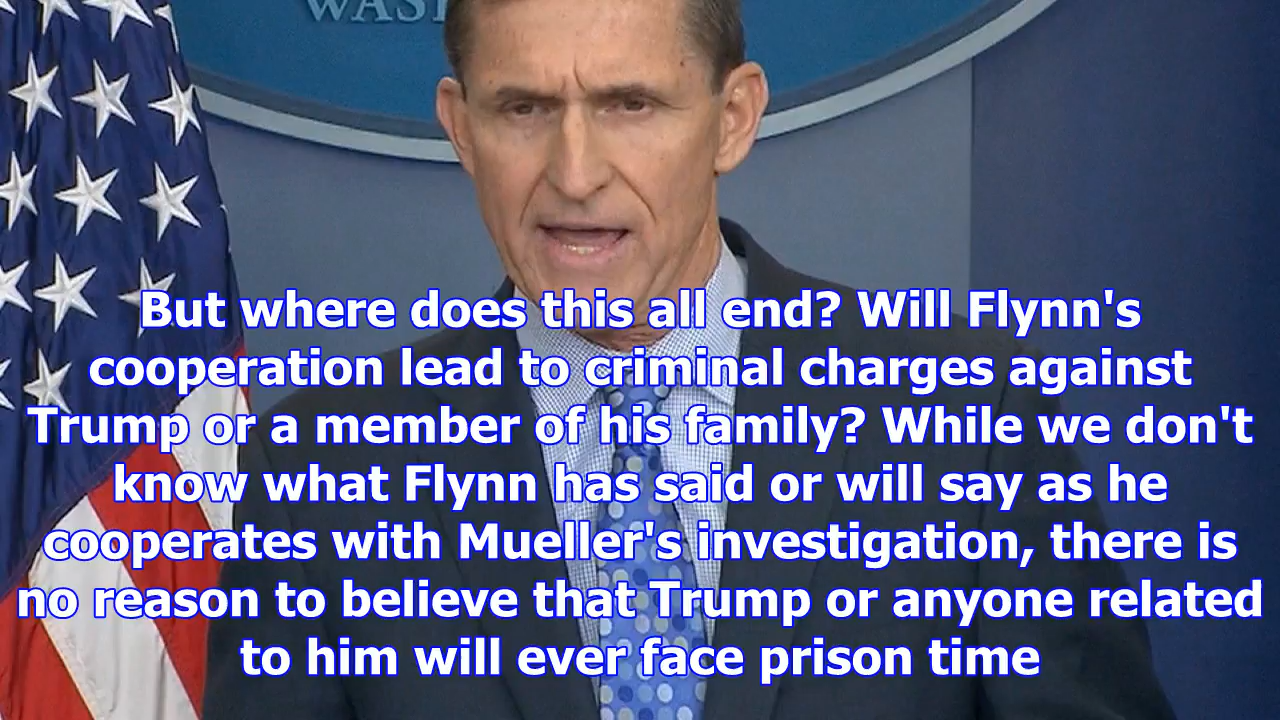 WAS
But where does this all end? Will Flynn's
cooperation lead to criminal charges against
Trump or a member of his family? While we don't
know what Flynn has said or will say as he
cooperates with Mueller's investigation, there is
no reason to believe that Trump or anyone related
to him will ever face prison time